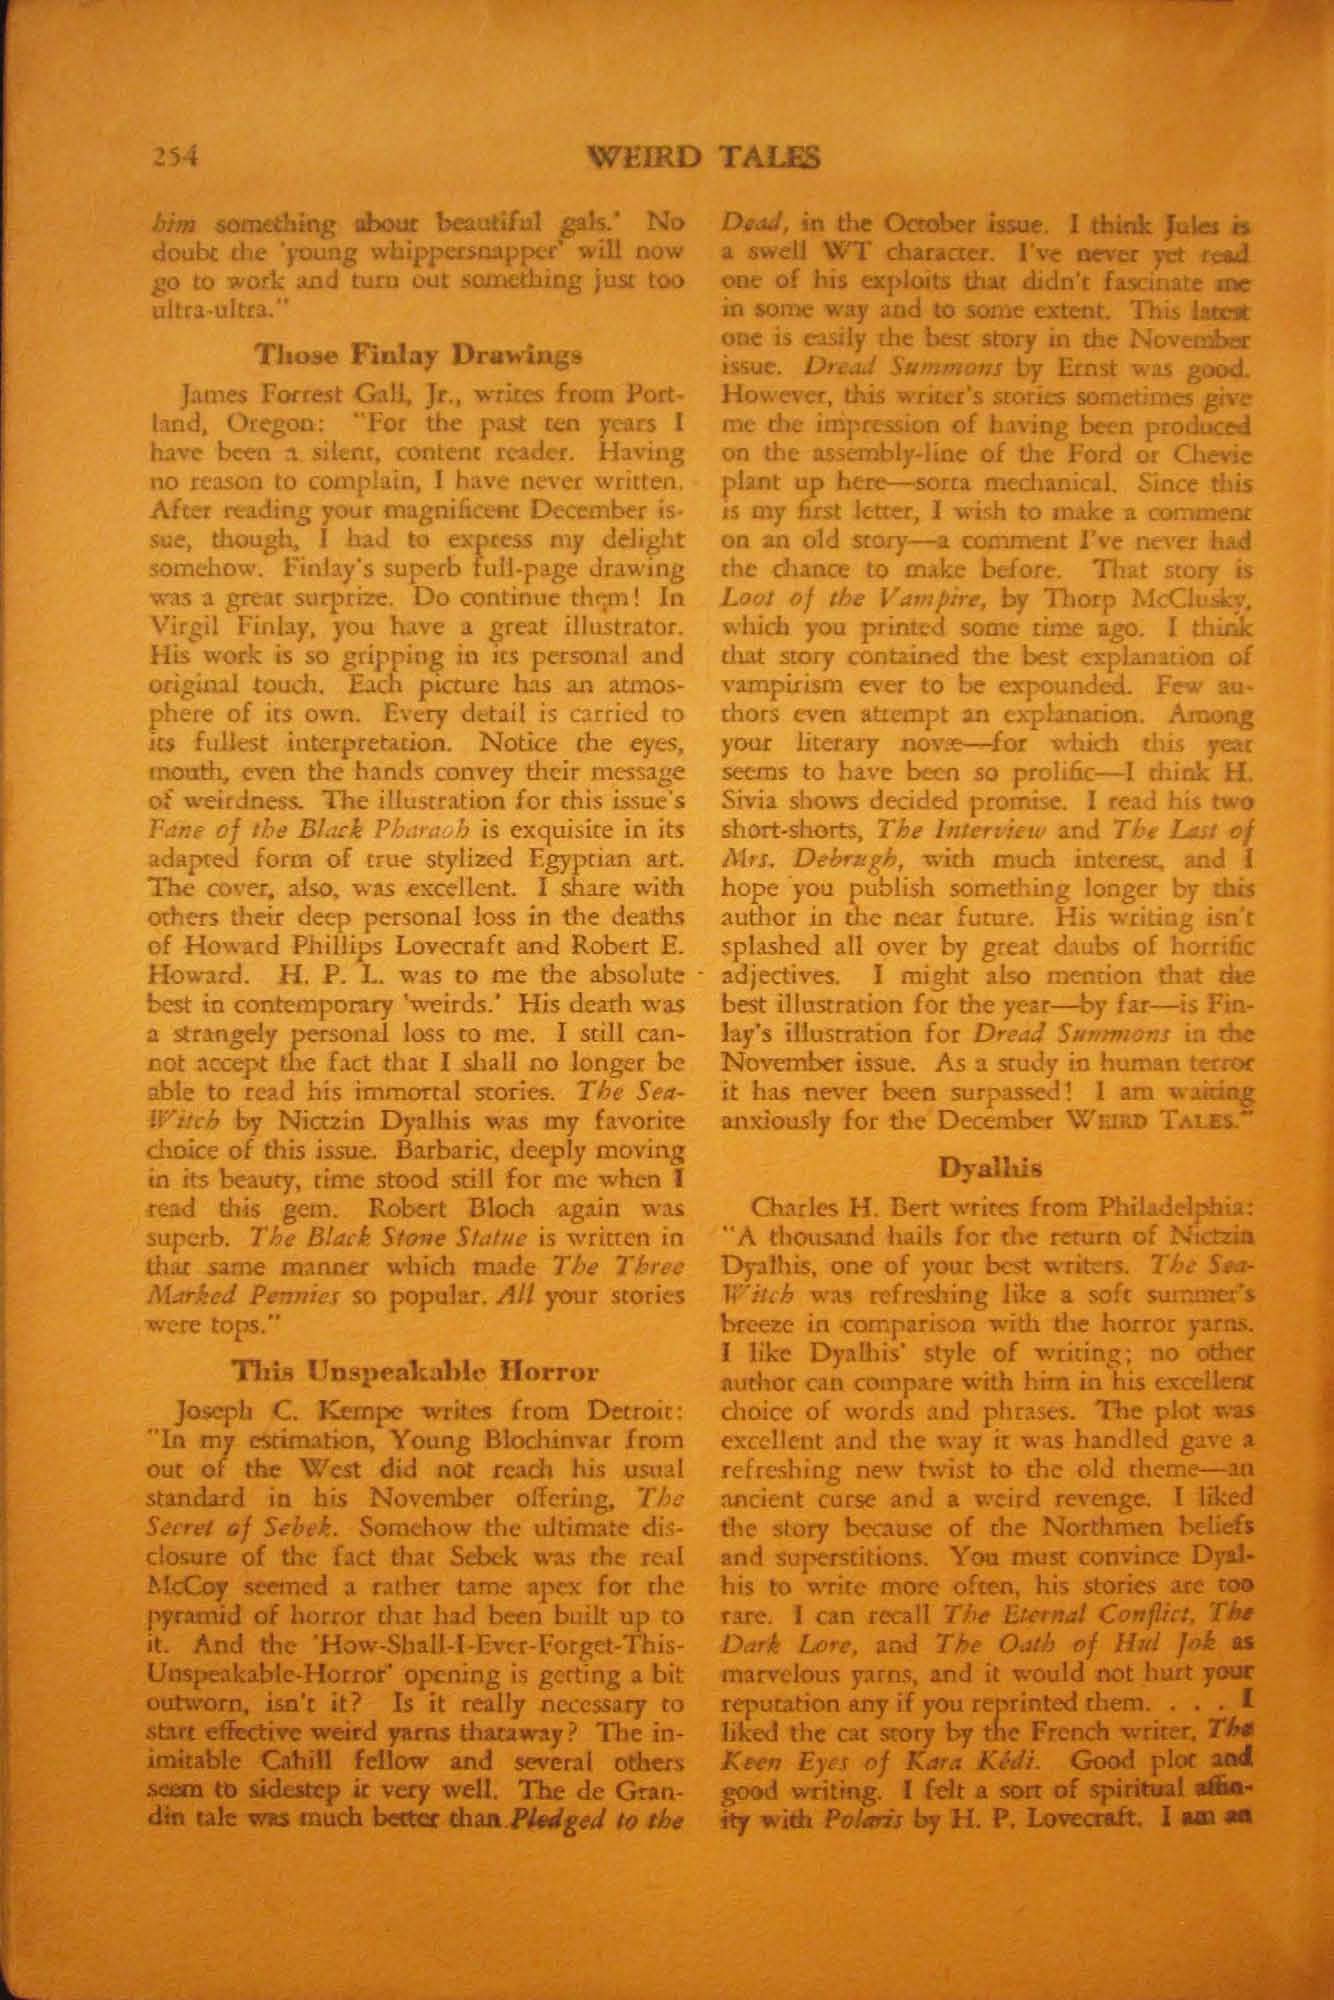 254
WEIRD TALES
him something about beautiful gals.' No
doubt the 'young whippersnapper' will now
go to work and turn out something just too
ultra-ultra."
Those Finlay Drawings
James Forrest Gall, Jr., writes from Port-
land, Oregon: "For the past ten years I
have been a silent, content reader. Having
no reason to complain, I have never written.
After reading your magnificent December is-
sue, though, I had to express my delight
somehow. Finlay's superb full-page drawing
was a great surprize. Do continue them! In
Virgil Finlay, you have a great illustrator.
His work is so gripping in its personal and
original touch. Each picture has an atmos-
phere of its own. Every detail is carried to
its fullest interpretation. Notice the eyes,
mouth, even the hands convey their message
of weirdness. The illustration for this issue's
Fane of the Black Pharaoh is exquisite in its
adapted form of true stylized Egyptian art.
The cover, also, was excellent. I share with
others their deep personal loss in the deaths
of Howard Phillips Lovecraft and Robert E.
Howard. H. P. L. was to me the absolute
best in contemporary 'weirds.' His death was
a strangely personal loss to me. I still can-
not accept the fact that I shall no longer be
able to read his immortal stories. The Sea-
Witch by Nictzin Dyalhis was my favorite
choice of this issue. Barbaric, deeply moving
in its beauty, time stood still for me when I
read this gem. Robert Bloch again was
superb. The Black Stone Statue is written in
that same manner which made The Three
Marked Pennies so popular. All your stories
were tops."
This Unspeakable Horror
Joseph C. Kempe writes from Detroit:
"In my estimation, Young Blochinvar from
out of the West did not reach his usual
standard in his November offering, The
Secret of Sebek. Somehow the ultimate dis-
closure of the fact that Sebek was the real
McCoy seemed a rather tame apex for the
pyramid of horror that had been built up to
it. And the 'How-Shall-I-Ever-Forget-This-
Unspeakable-Horror' opening is getting a bit
outworn, isn't it? Is it really necessary to
start effective weird yarns thataway? The in-
imitable Cahill fellow and several others
seem to sidestep it very well. The de Gran-
din tale was much better than Pledged to the
Dead, in the October issue. I think Jules is
a swell WT character. I've never yet read
one of his exploits that didn't fascinate me
in some way and to some extent. This latest
one is easily the best story in the November
issue. Dread Summons by Ernst was good.
However, this writer's stories sometimes give
me the impression of having been produced
on the assembly-line of the Ford or Chevie
plant up here—sorta mechanical. Since this
is my first letter, I wish to make a comment
on an old story—a comment I've never had
the chance to make before. That story is
Loot of the Vampire, by Thorp McClusky,
which you printed some time ago. I think
that story contained the best explanation of
vampirism ever to be expounded. Few au-
thors even attempt an explanation. Among
your literary novæ—for which this year
seems to have been so prolific—I think H.
Sivia shows decided promise. I read his two
short-shorts, The Interview and The Last of
Mrs. Debrugh, with much interest, and I
hope you publish something longer by this
author in the near future. His writing isn't
splashed all over by great daubs of horrific
adjectives. I might also mention that the
best illustration for the year—by far—is Fin-
lay's illustration for Dread Summons in the
November issue. As a study in human terror
it has never been surpassed! I am waiting
anxiously for the December WEIRD TALES."
Dyalhis
Charles H. Bert writes from Philadelphia:
"A thousand hails for the return of Nictzin
Dyalhis, one of your best writers. The Sea-
Witch was refreshing like a soft summer's
breeze in comparison with the horror yarns.
I like Dyalhis' style of writing; no other
author can compare with him in his excellent
choice of words and phrases. The plot was
excellent and the way it was handled gave a
refreshing new twist to the old theme—an
ancient curse and a weird revenge. I liked
the story because of the Northmen beliefs
and superstitions. You must convince Dyal-
his to write more often, his stories are too
rare. I can recall The Eternal Conflict, The
Dark Lore, and The Oath of Hul Jok as
marvelous yarns, and it would not hurt your
reputation any if you reprinted them. . . . I
liked the cat story by the French writer, The
Keen Eyes of Kara Kédi. Good plot and
good writing. I felt a sort of spiritual affin-
ity with Polaris by H. P. Lovecraft. I am an